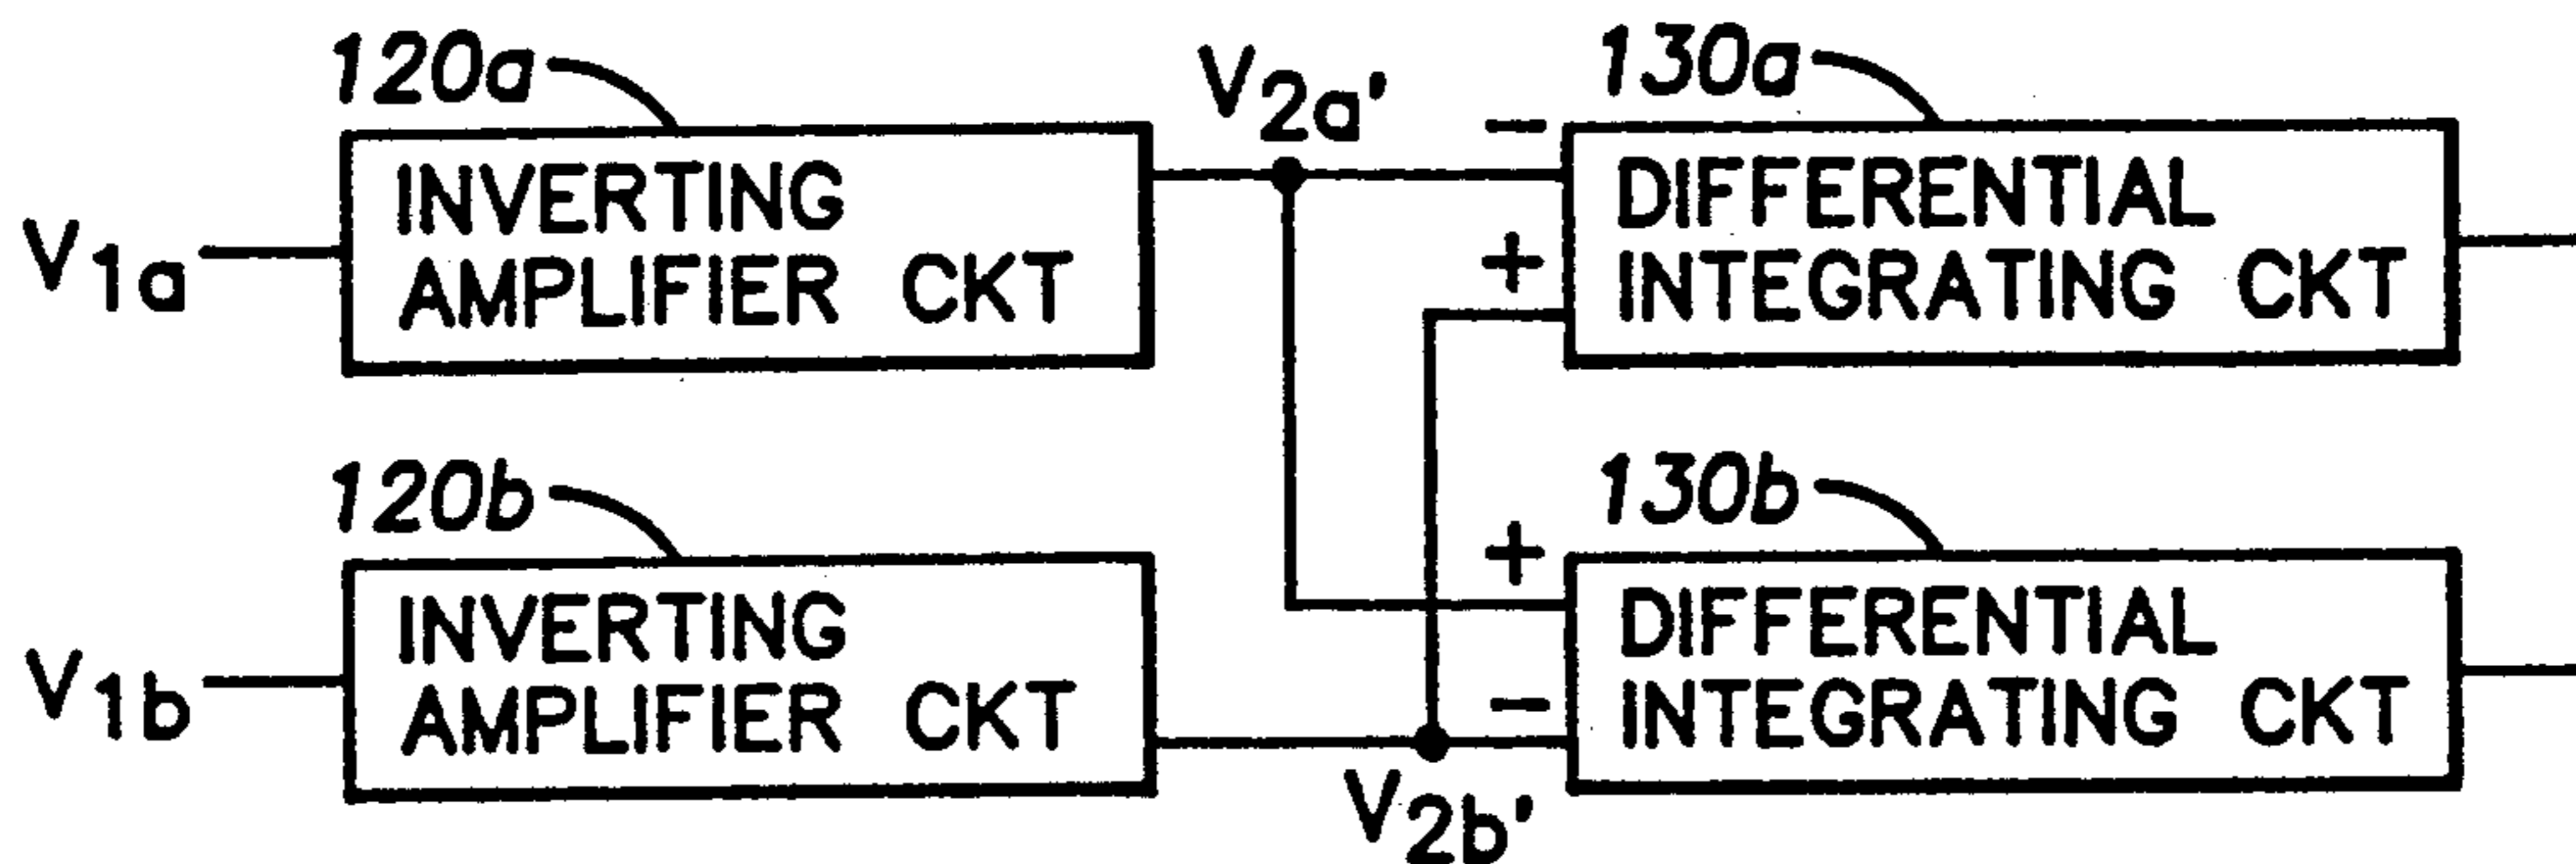 120a
V2a'
130a
−
INVERTING
AMPLIFIER CKT
DIFFERENTIAL
INTEGRATING CKT
V1a
+
120b
130b
+
INVERTING
AMPLIFIER CKT
DIFFERENTIAL
INTEGRATING CKT
V1b
−
V2b'